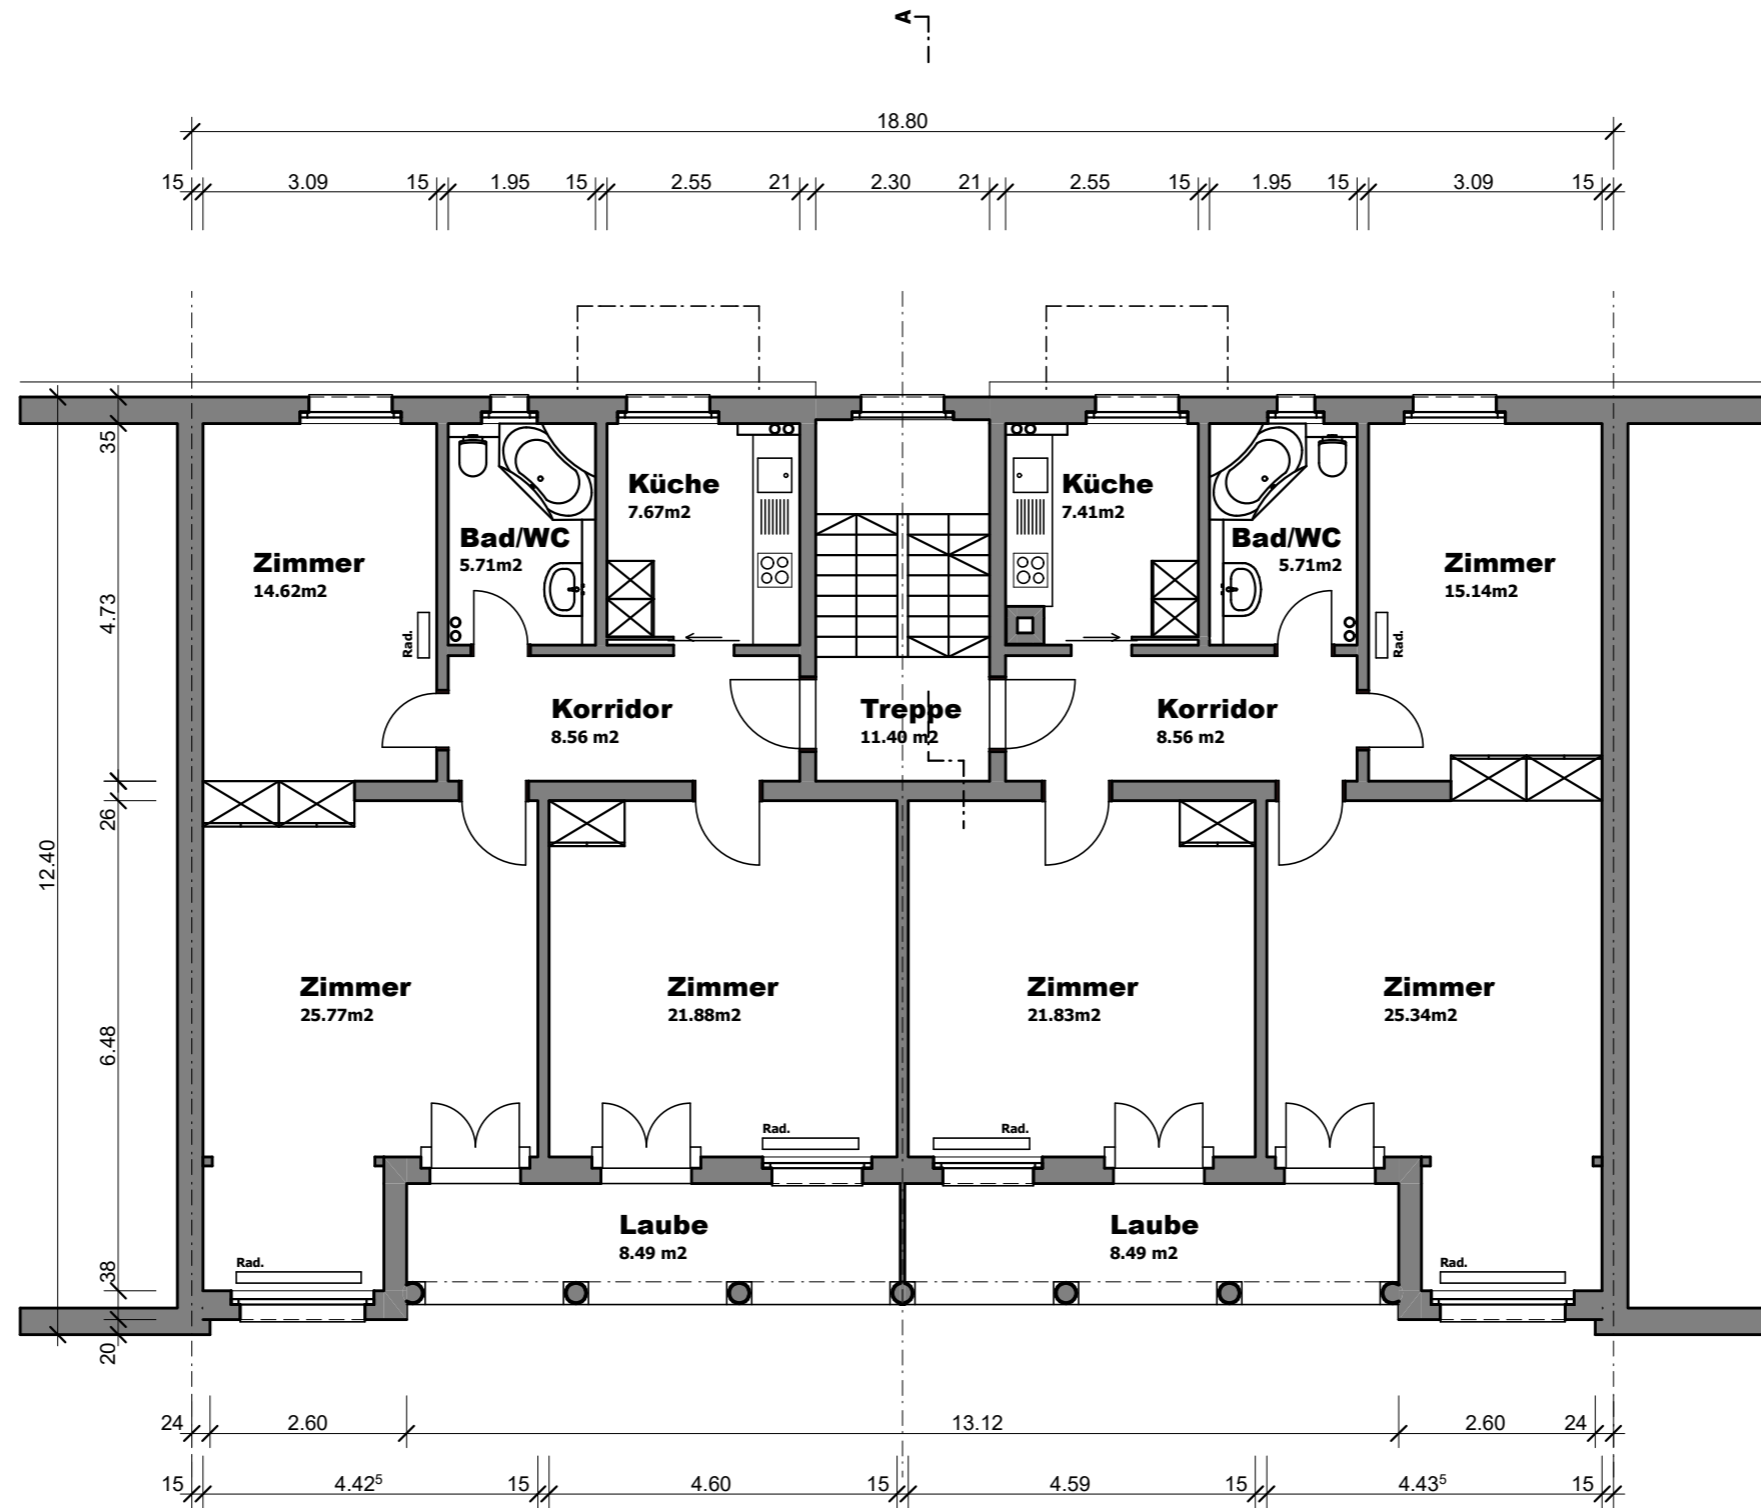 A
18.80
15 3.09 15 1.95 15 2.55 21 2.30 21 2.55 15 1.95 15 3.09 15
35
4.73
26
12.40
6.48
38
20
Küche
7.67m2
Küche
7.41m2
Bad/WC
5.71m2
Bad/WC
5.71m2
Zimmer
14.62m2
Zimmer
15.14m2
Rad.
Rad.
Korridor
8.56 m2
Treppe
11.40 m2
Korridor
8.56 m2
Zimmer
25.77m2
Zimmer
21.88m2
Zimmer
21.83m2
Zimmer
25.34m2
Rad.
Rad.
Laube
8.49 m2
Laube
8.49 m2
Rad.
Rad.
24 2.60 13.12 2.60 24
15 4.42⁵ 15 4.60 15 4.59 15 4.43⁵ 15